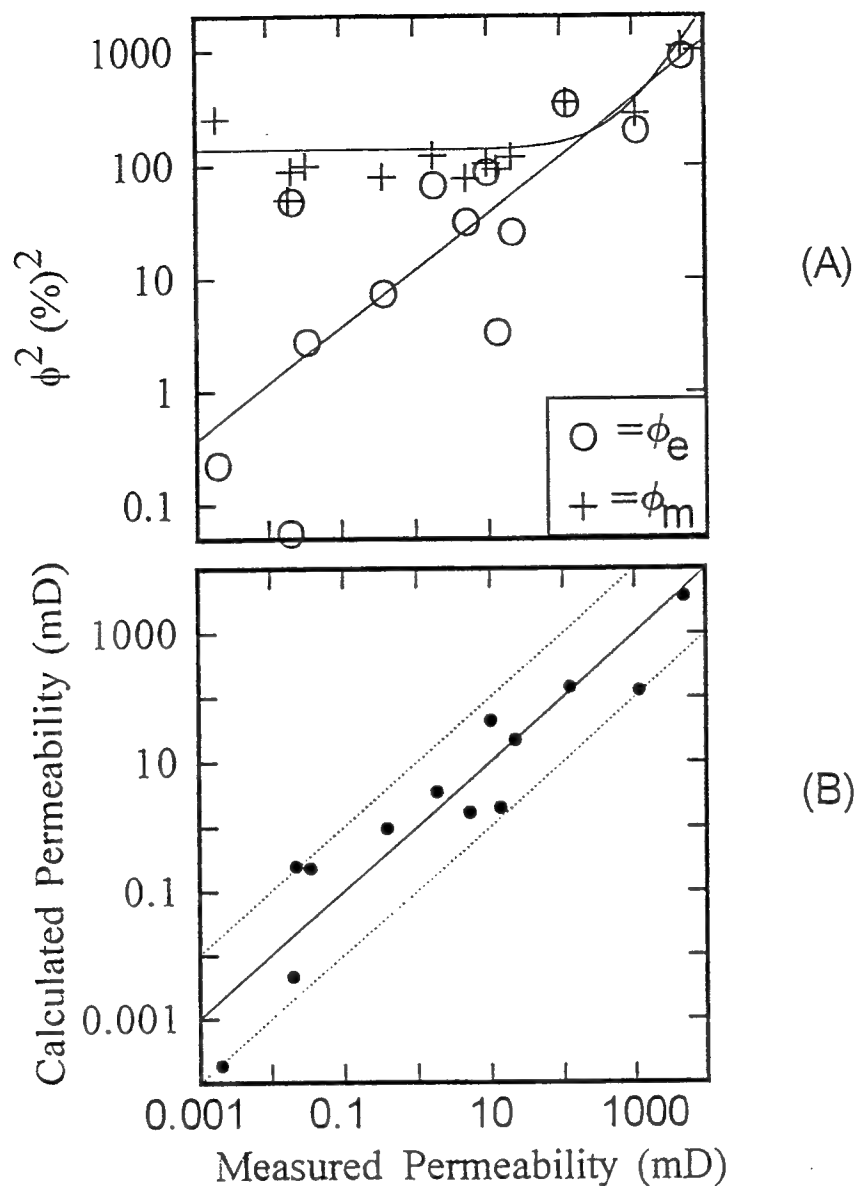 1000
100
10
1
0.1
ϕ² (%)²
O =ϕe
+ =ϕm
(A)
1000
10
0.1
0.001
Calculated Permeability (mD)
(B)
0.001 0.1 10 1000
Measured Permeability (mD)